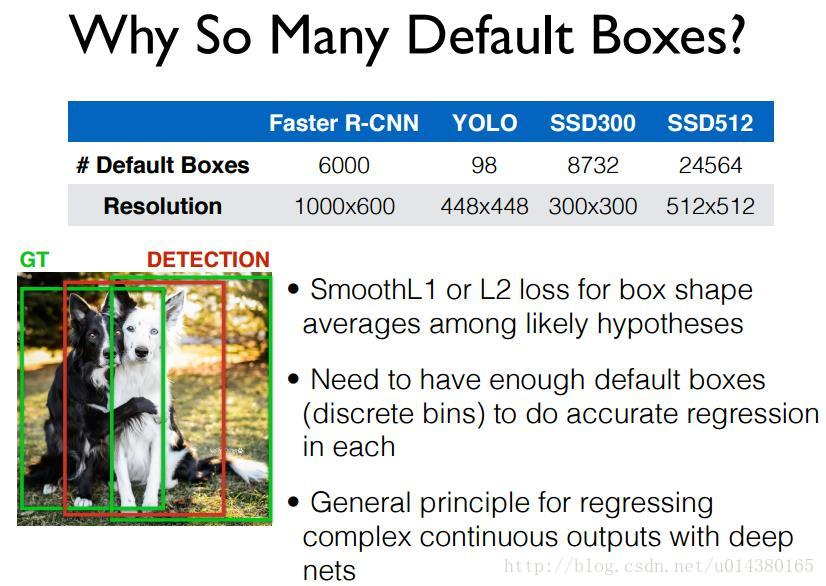 Why So Many Default Boxes?
Faster R-CNN YOLO SSD300 SSD512
# Default Boxes 6000 98 8732 24564
Resolution 1000x600 448x448 300x300 512x512
GT DETECTION
• SmoothL1 or L2 loss for box shape
averages among likely hypotheses
• Need to have enough default boxes
(discrete bins) to do accurate regression
in each
• General principle for regressing
complex continuous outputs with deep
nets
http://blog.csdn.net/u014380165